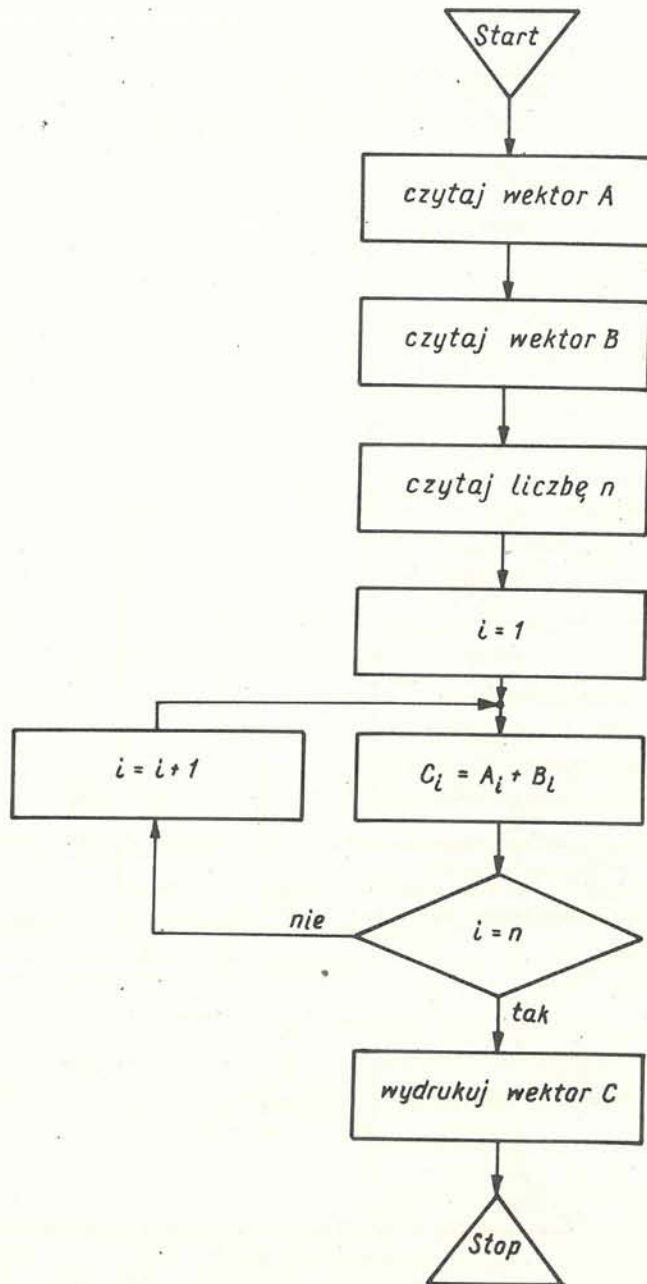 Start
czytaj wektor A
czytaj wektor B
czytaj liczbę n
i = 1
i = i + 1
C_i = A_i + B_i
nie
i = n
tak
wydrukuj wektor C
Stop